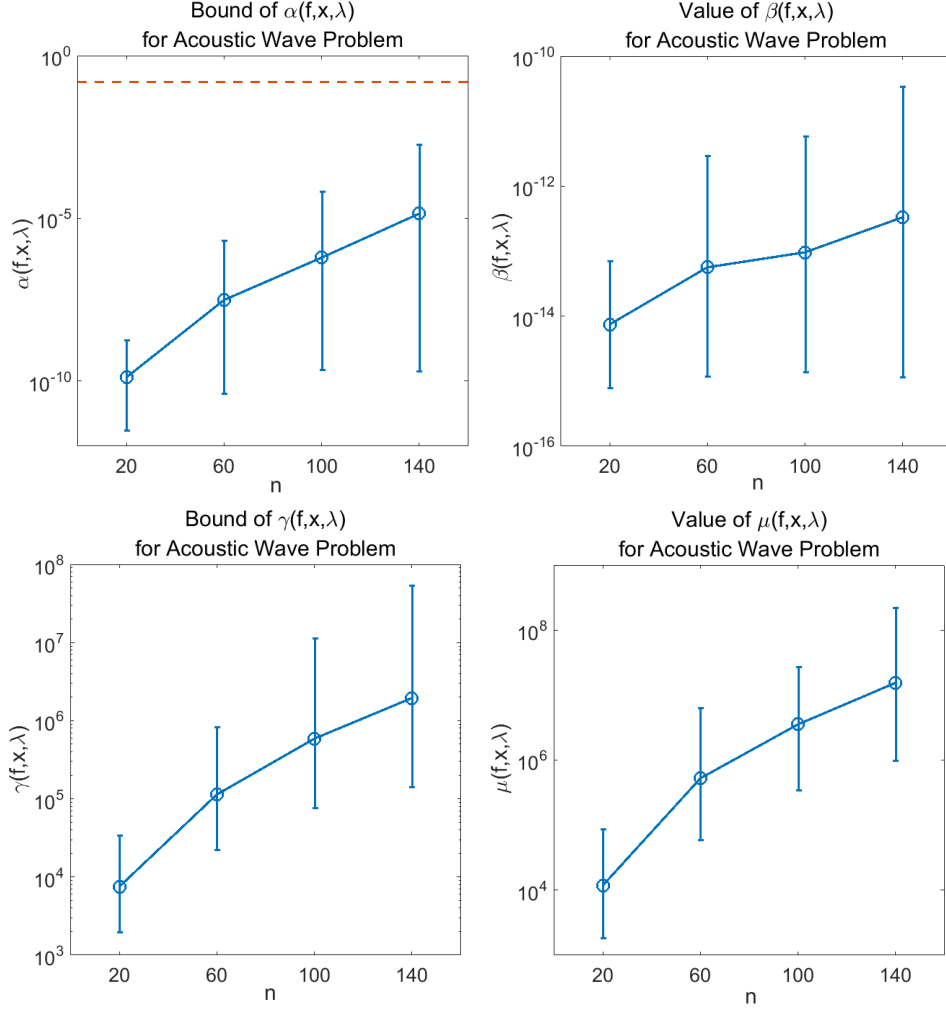 Bound of α(f,x,λ)
for Acoustic Wave Problem
10^0
10^-5
10^-10
α(f,x,λ)
20 60 100 140
n
Value of β(f,x,λ)
for Acoustic Wave Problem
10^-10
10^-12
10^-14
10^-16
β(f,x,λ)
20 60 100 140
n
Bound of γ(f,x,λ)
for Acoustic Wave Problem
10^8
10^7
10^6
10^5
10^4
10^3
γ(f,x,λ)
20 60 100 140
n
Value of μ(f,x,λ)
for Acoustic Wave Problem
10^8
10^6
10^4
μ(f,x,λ)
20 60 100 140
n